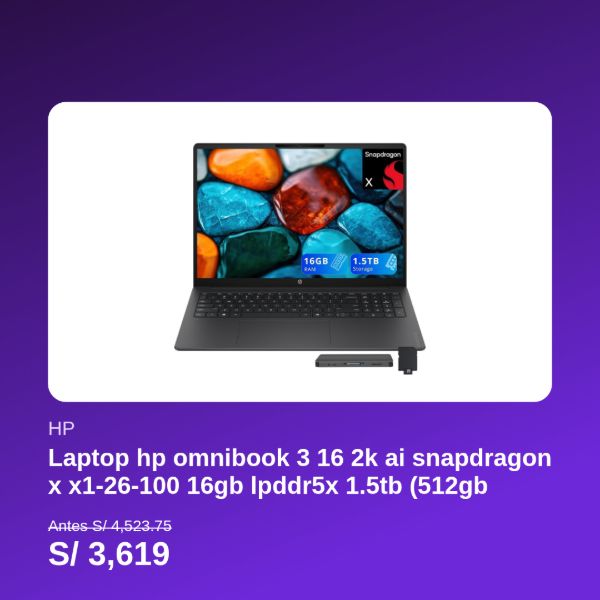 Snapdragon
X
16GB
RAM
1.5TB
Storage
hp
HP
Laptop hp omnibook 3 16 2k ai snapdragon
x x1-26-100 16gb lpddr5x 1.5tb (512gb
Antes S/ 4,523.75
S/ 3,619